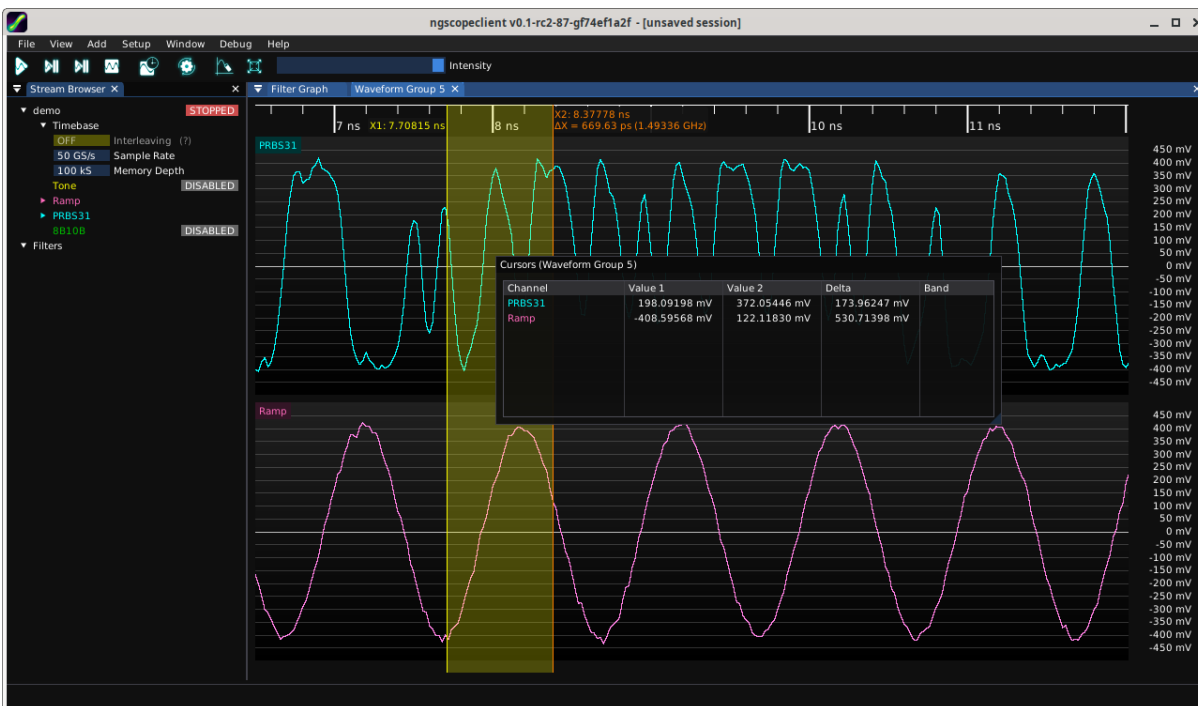 ngscopeclient v0.1-rc2-87-gf74ef1a2f - [unsaved session]
File View Add Setup Window Debug Help
Intensity
Stream Browser
Filter Graph Waveform Group 5
demo STOPPED
Timebase
OFF Interleaving (?)
50 GS/s Sample Rate
100 kS Memory Depth
Tone DISABLED
Ramp
PRBS31
8B10B DISABLED
Filters
X2: 8.37778 ns
7 ns X1: 7.70815 ns 8 ns ΔX = 669.63 ps (1.49336 GHz) 10 ns 11 ns
PRBS31
450 mV
400 mV
350 mV
300 mV
250 mV
200 mV
150 mV
100 mV
50 mV
0 mV
-50 mV
-100 mV
-150 mV
-200 mV
-250 mV
-300 mV
-350 mV
-400 mV
-450 mV
Cursors (Waveform Group 5)
Channel Value 1 Value 2 Delta Band
PRBS31 198.09198 mV 372.05446 mV 173.96247 mV
Ramp -408.59568 mV 122.11830 mV 530.71398 mV
Ramp
450 mV
400 mV
350 mV
300 mV
250 mV
200 mV
150 mV
100 mV
50 mV
0 mV
-50 mV
-100 mV
-150 mV
-200 mV
-250 mV
-300 mV
-350 mV
-400 mV
-450 mV